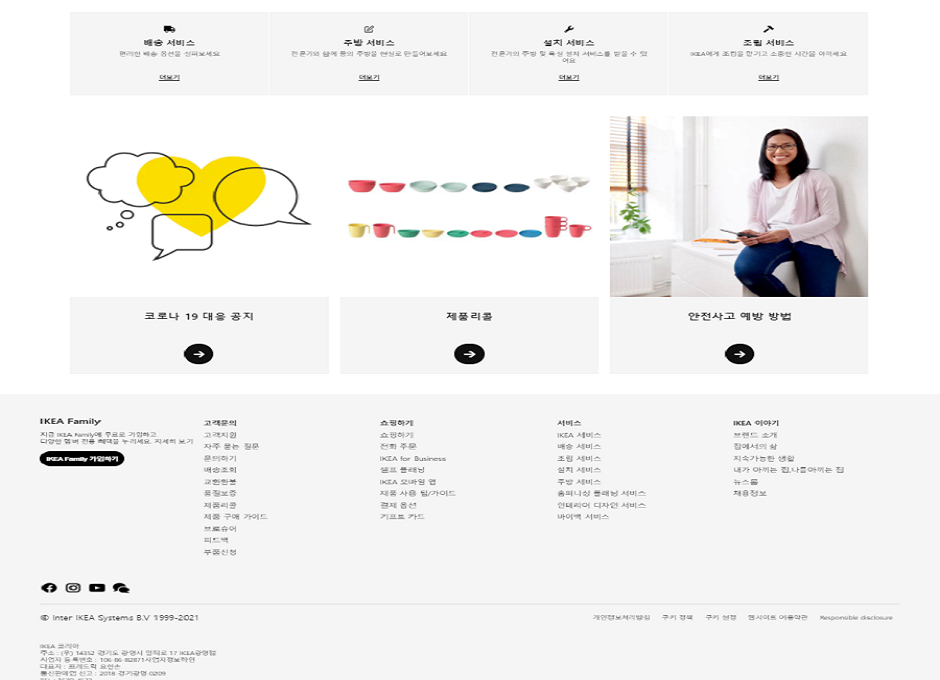 배송 서비스
편리한 배송 옵션을 살펴보세요
더보기
주방 서비스
전문가와 함께 꿈의 주방을 현실로 만들어보세요
더보기
설치 서비스
전문가의 주방 및 욕실 설치 서비스를 받을 수 있
어요
더보기
조립 서비스
IKEA에게 조립을 맡기고 소중한 시간을 아끼세요
더보기
코로나 19 대응 공지
제품리콜
안전사고 예방 방법
IKEA Family
지금 IKEA Family에 무료로 가입하고
다양한 멤버 전용 혜택을 누리세요. 자세히 보기
IKEA Family 가입하기
고객문의
고객지원
자주 묻는 질문
문의하기
배송조회
교환환불
품질보증
제품리콜
제품 구매 가이드
브로슈어
피드백
부품신청
쇼핑하기
쇼핑하기
전화 주문
IKEA for Business
셀프 플래닝
IKEA 모바일 앱
제품 사용 팁/가이드
결제 옵션
기프트 카드
서비스
IKEA 서비스
배송 서비스
조립 서비스
설치 서비스
주방 서비스
홈퍼니싱 플래닝 서비스
인테리어 디자인 서비스
바이백 서비스
IKEA 이야기
브랜드 소개
집에서의 삶
지속가능한 생활
내가 아끼는 집,나를아끼는 집
뉴스룸
채용정보
© Inter IKEA Systems B.V 1999-2021
개인정보처리방침 쿠키 정책 쿠키 설정 웹사이트 이용약관 Responsible disclosure
IKEA 코리아
주소 : (우) 14352 경기도 광명시 일직로 17 IKEA광명점
사업자 등록번호 : 106-86-82871사업자정보확인
대표자 : 프레드릭 요한손
통신판매업 신고 : 2018-경기광명-0209